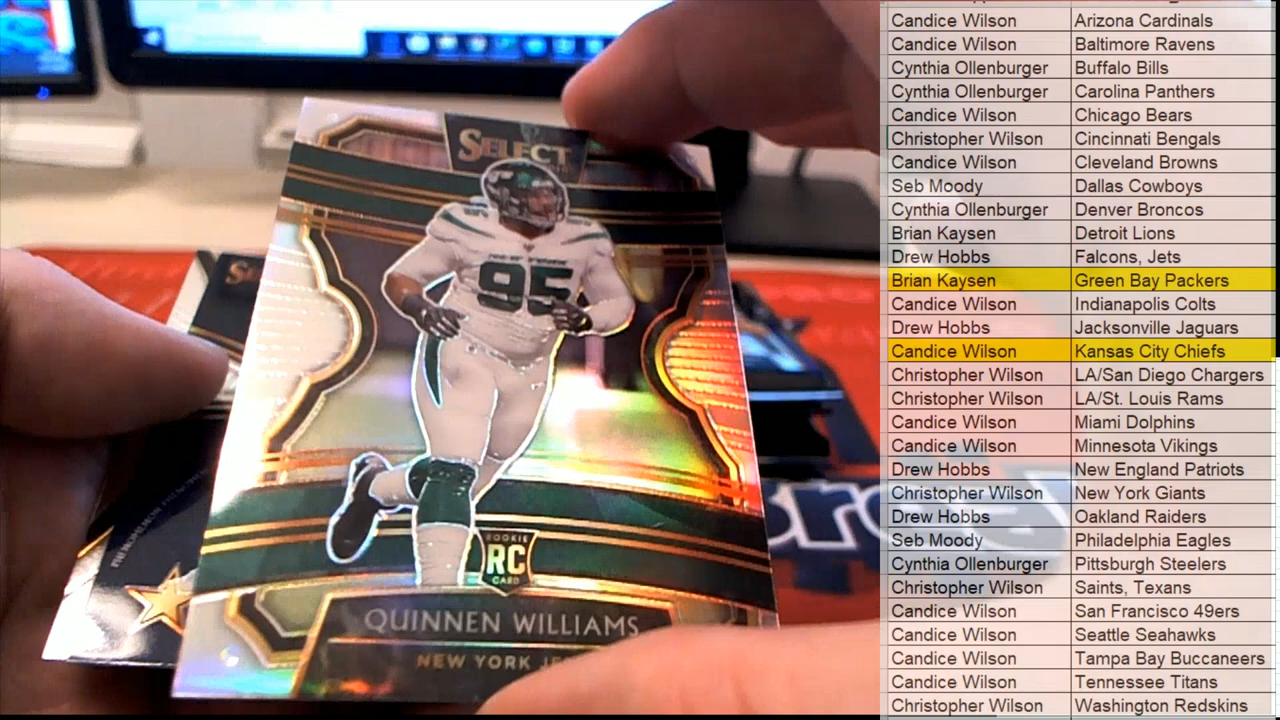 SELECT
95
ROOKIE
RC
CARD
QUINNEN WILLIAMS
NEW YORK
Candice Wilson Arizona Cardinals
Candice Wilson Baltimore Ravens
Cynthia Ollenburger Buffalo Bills
Cynthia Ollenburger Carolina Panthers
Candice Wilson Chicago Bears
Christopher Wilson Cincinnati Bengals
Candice Wilson Cleveland Browns
Seb Moody Dallas Cowboys
Cynthia Ollenburger Denver Broncos
Brian Kaysen Detroit Lions
Drew Hobbs Falcons, Jets
Brian Kaysen Green Bay Packers
Candice Wilson Indianapolis Colts
Drew Hobbs Jacksonville Jaguars
Candice Wilson Kansas City Chiefs
Christopher Wilson LA/San Diego Chargers
Christopher Wilson LA/St. Louis Rams
Candice Wilson Miami Dolphins
Candice Wilson Minnesota Vikings
Drew Hobbs New England Patriots
Christopher Wilson New York Giants
Drew Hobbs Oakland Raiders
Seb Moody Philadelphia Eagles
Cynthia Ollenburger Pittsburgh Steelers
Christopher Wilson Saints, Texans
Candice Wilson San Francisco 49ers
Candice Wilson Seattle Seahawks
Candice Wilson Tampa Bay Buccaneers
Candice Wilson Tennessee Titans
Christopher Wilson Washington Redskins